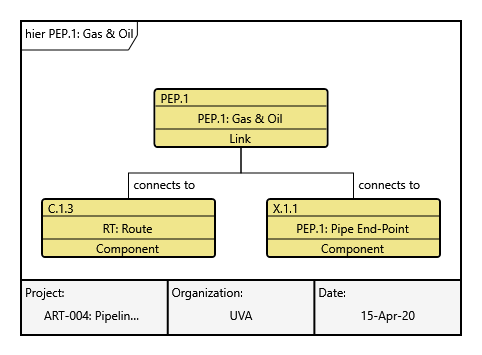 hier PEP.1: Gas & Oil
PEP.1
PEP.1: Gas & Oil
Link
connects to
connects to
C.1.3
RT: Route
Component
X.1.1
PEP.1: Pipe End-Point
Component
Project:
ART-004: Pipelin...
Organization:
UVA
Date:
15-Apr-20